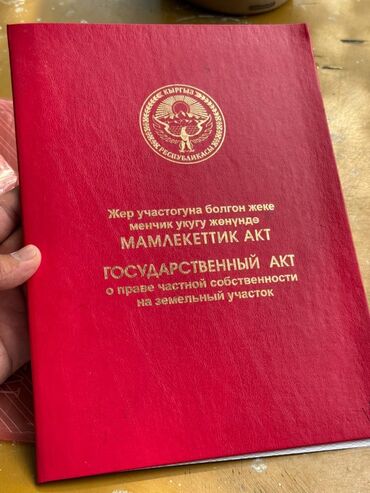 КЫРГЫЗ
РЕСПУБЛИКАСЫ
Жер участогуна болгон жеке
менчик укугу жөнүндө
МАМЛЕКЕТТИК АКТ
ГОСУДАРСТВЕННЫЙ АКТ
о праве частной собственности
на земельный участок